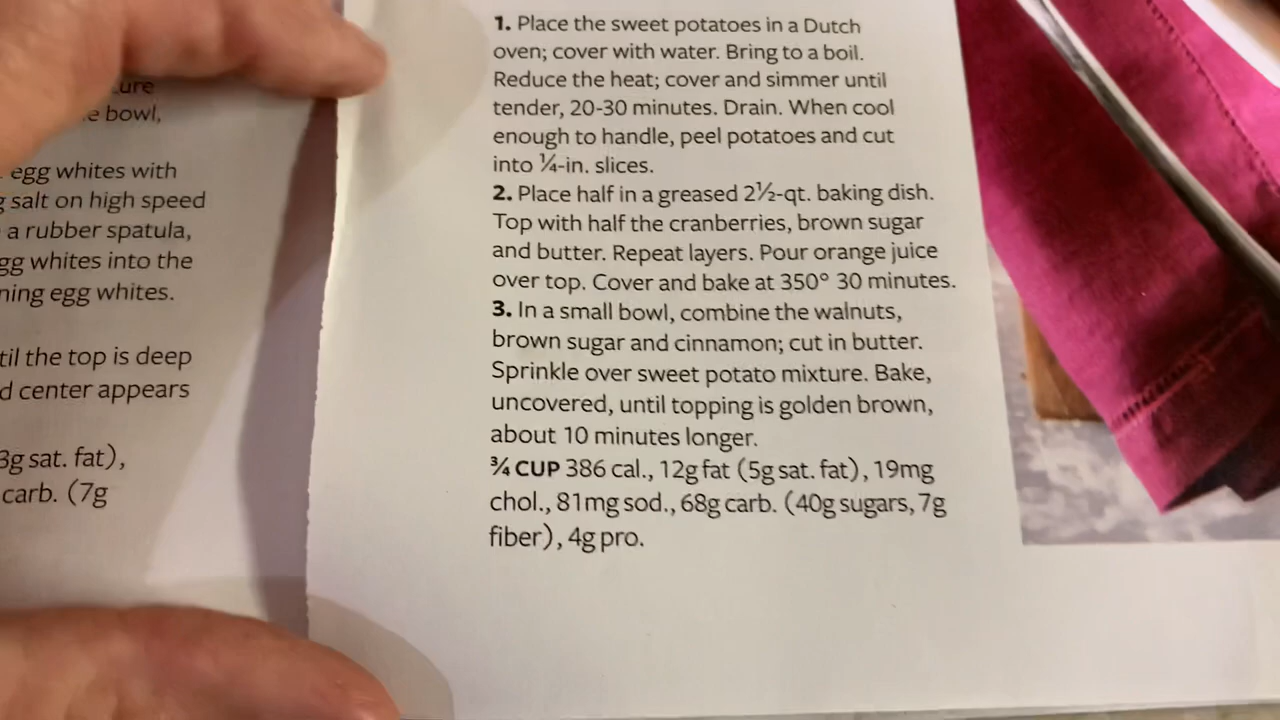 bowl,
egg whites with
salt on high speed
a rubber spatula,
whites into the
egg whites.
the top is deep
center appears
3g sat. fat),
carb. (7g
1. Place the sweet potatoes in a Dutch
oven; cover with water. Bring to a boil.
Reduce the heat; cover and simmer until
tender, 20-30 minutes. Drain. When cool
enough to handle, peel potatoes and cut
into ¼-in. slices.
2. Place half in a greased 2½-qt. baking dish.
Top with half the cranberries, brown sugar
and butter. Repeat layers. Pour orange juice
over top. Cover and bake at 350° 30 minutes.
3. In a small bowl, combine the walnuts,
brown sugar and cinnamon; cut in butter.
Sprinkle over sweet potato mixture. Bake,
uncovered, until topping is golden brown,
about 10 minutes longer.
¾ CUP 386 cal., 12g fat (5g sat. fat), 19mg
chol., 81mg sod., 68g carb. (40g sugars, 7g
fiber), 4g pro.